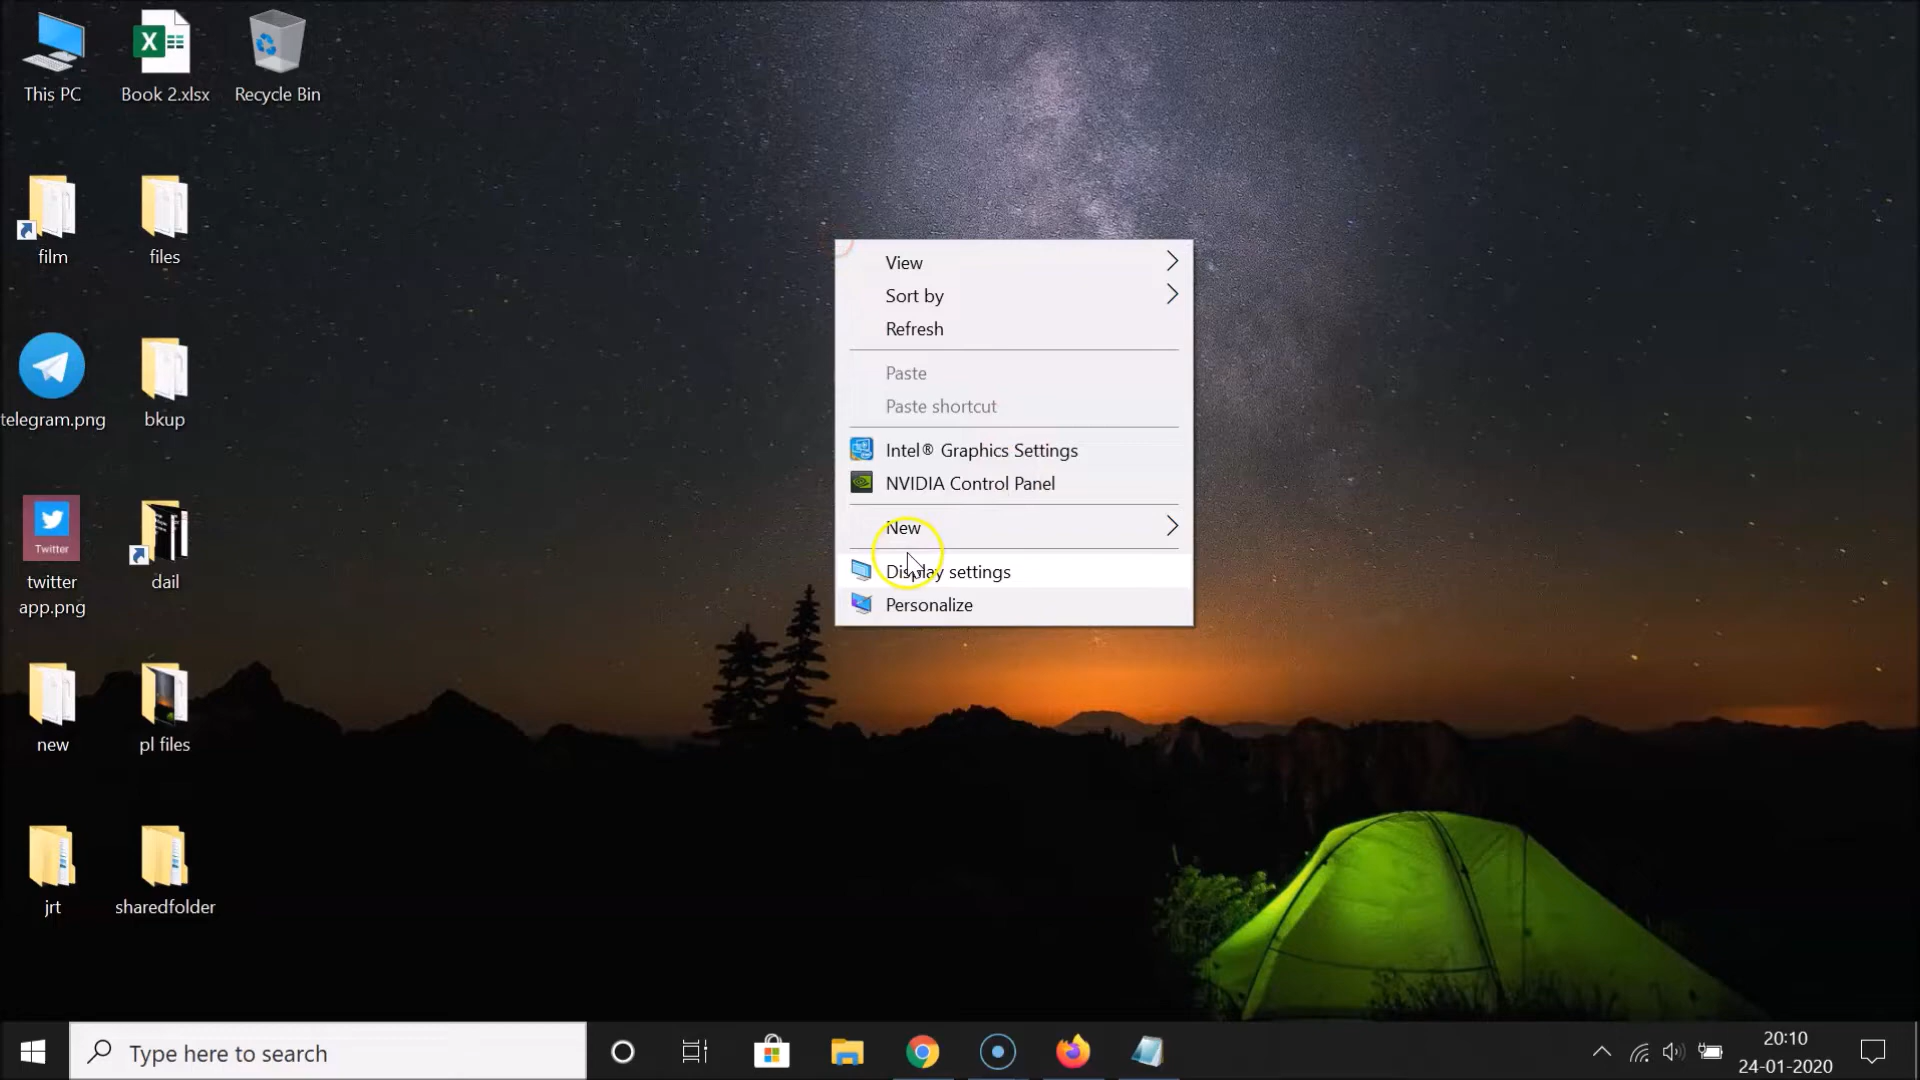 This PC
Book 2.xlsx
Recycle Bin
film
files
telegram.png
bkup
Twitter
twitter
app.png
dail
new
pl files
jrt
sharedfolder
View
Sort by
Refresh
Paste
Paste shortcut
Intel® Graphics Settings
NVIDIA Control Panel
New
Display settings
Personalize
Type here to search
20:10
24-01-2020